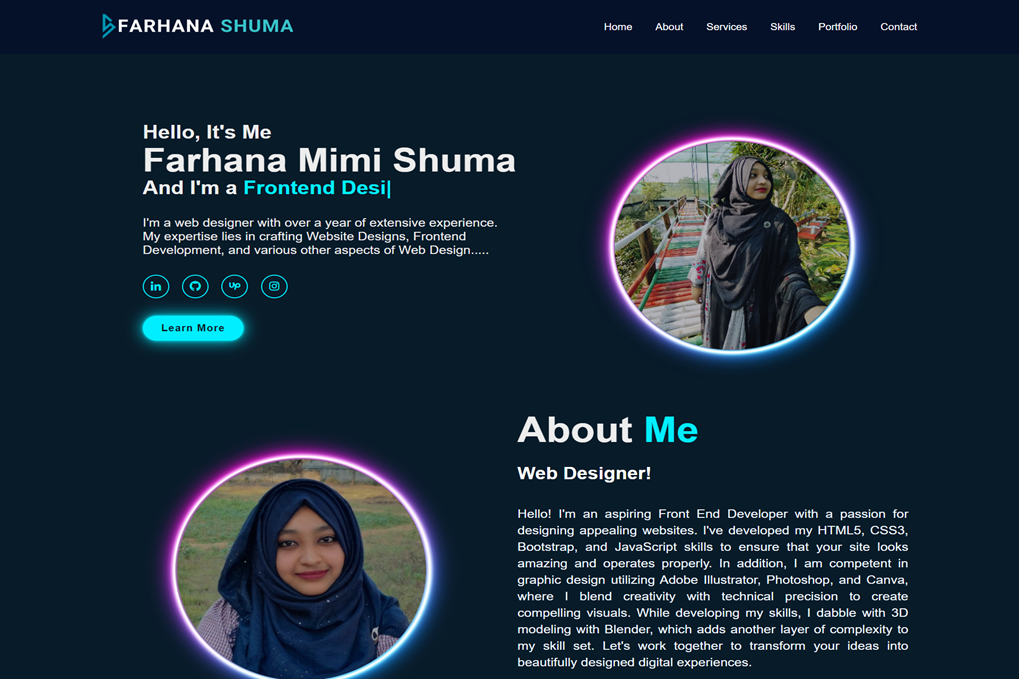 FARHANA SHUMA
Home About Services Skills Portfolio Contact
Hello, It's Me
Farhana Mimi Shuma
And I'm a Frontend Desi|
I'm a web designer with over a year of extensive experience.
My expertise lies in crafting Website Designs, Frontend
Development, and various other aspects of Web Design.....
in
up
Learn More
About Me
Web Designer!
Hello! I'm an aspiring Front End Developer with a passion for
designing appealing websites. I've developed my HTML5, CSS3,
Bootstrap, and JavaScript skills to ensure that your site looks
amazing and operates properly. In addition, I am competent in
graphic design utilizing Adobe Illustrator, Photoshop, and Canva,
where I blend creativity with technical precision to create
compelling visuals. While developing my skills, I dabble with 3D
modeling with Blender, which adds another layer of complexity to
my skill set. Let's work together to transform your ideas into
beautifully designed digital experiences.